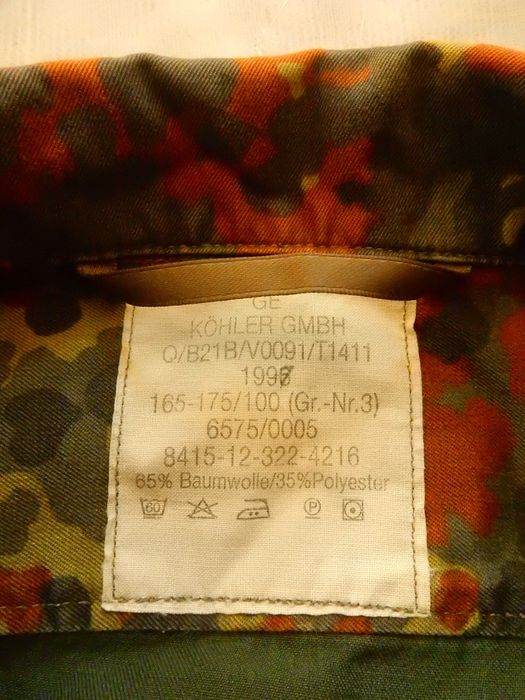 GE
KÖHLER GMBH
Q/B21B/V0091/T1411
1997
165-175/100 (Gr.-Nr.3)
6575/0005
8415-12-322-4216
65% Baumwolle/35%Polyester
60 P